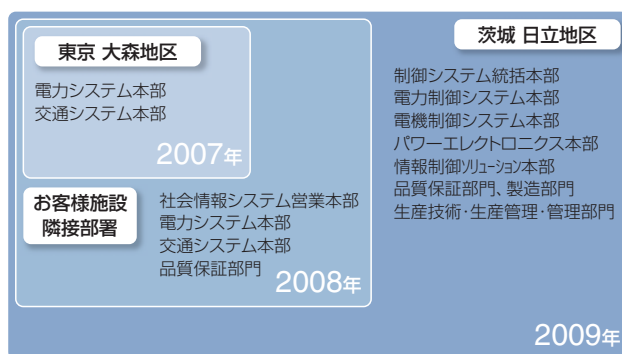 東京 大森地区
電力システム本部
交通システム本部
2007年
お客様施設
隣接部署
社会情報システム営業本部
電力システム本部
交通システム本部
品質保証部門
2008年
茨城 日立地区
制御システム統括本部
電力制御システム本部
電機制御システム本部
パワーエレクトロニクス本部
情報制御ソリューション本部
品質保証部門、製造部門
生産技術・生産管理・管理部門
2009年